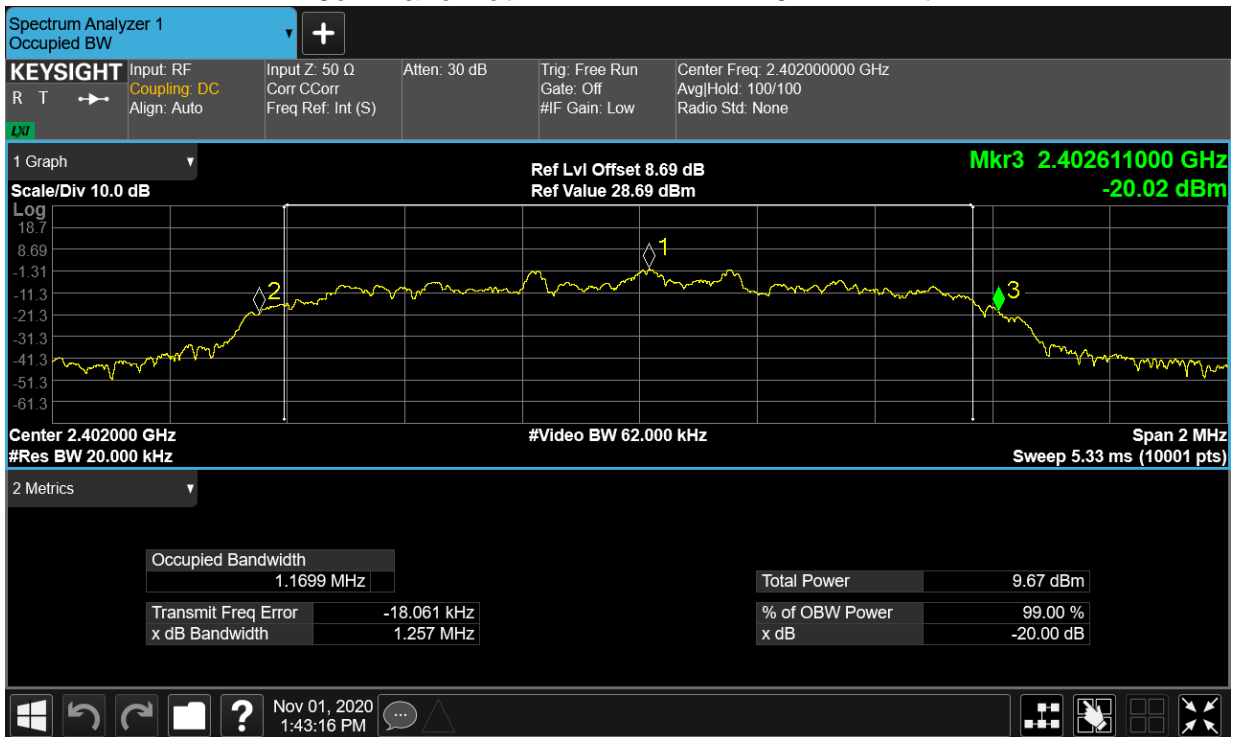 Spectrum Analyzer 1
Occupied BW
▼
+
KEYSIGHT
R T
LXI
Input: RF
Coupling: DC
Align: Auto
Input Z: 50 Ω
Corr CCorr
Freq Ref: Int (S)
Atten: 30 dB
Trig: Free Run
Gate: Off
#IF Gain: Low
Center Freq: 2.402000000 GHz
Avg|Hold: 100/100
Radio Std: None
1 Graph ▼
Scale/Div 10.0 dB
Ref Lvl Offset 8.69 dB
Ref Value 28.69 dBm
Mkr3 2.402611000 GHz
-20.02 dBm
Log
18.7
8.69
-1.31
-11.3
-21.3
-31.3
-41.3
-51.3
-61.3
1
2
3
Center 2.402000 GHz
#Video BW 62.000 kHz
Span 2 MHz
#Res BW 20.000 kHz
Sweep 5.33 ms (10001 pts)
2 Metrics ▼
Occupied Bandwidth
1.1699 MHz
Total Power 9.67 dBm
Transmit Freq Error -18.061 kHz
% of OBW Power 99.00 %
x dB Bandwidth 1.257 MHz
x dB -20.00 dB
?
Nov 01, 2020
1:43:16 PM